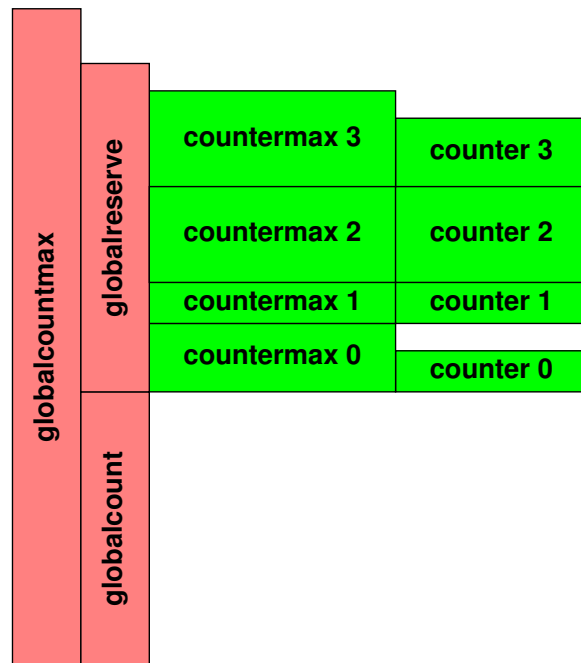 globalcountmax
globalreserve
globalcount
countermax 3
counter 3
countermax 2
counter 2
countermax 1
counter 1
countermax 0
counter 0